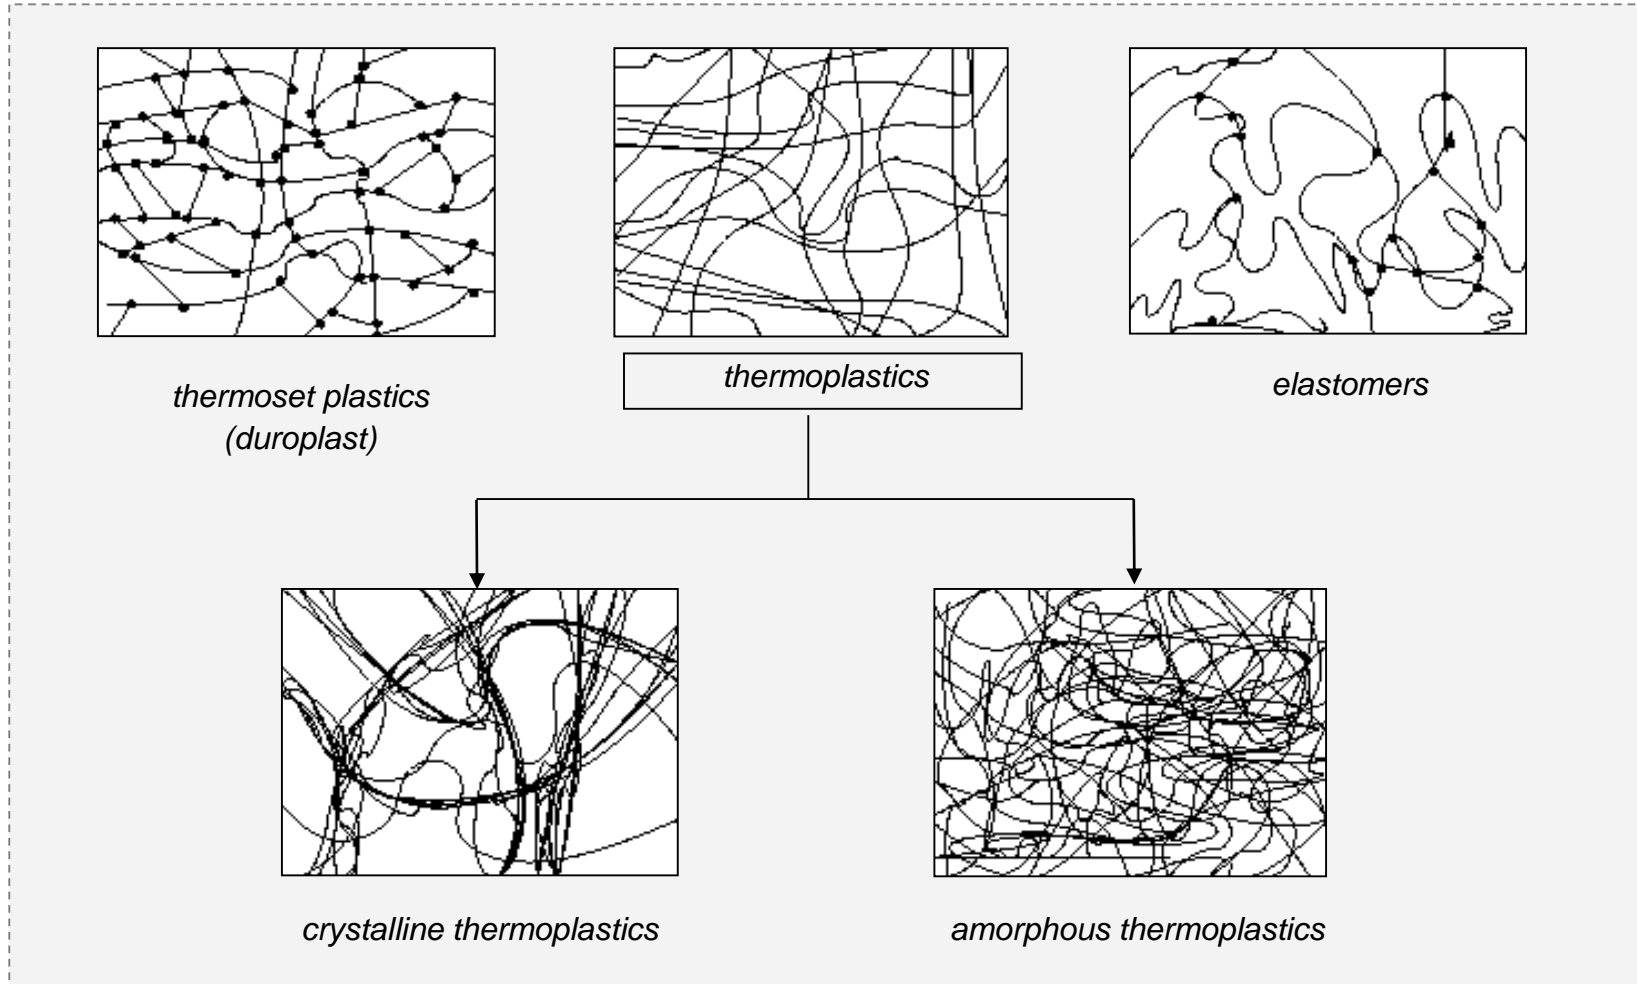 thermoset plastics
(duroplast)
thermoplastics
elastomers
crystalline thermoplastics
amorphous thermoplastics